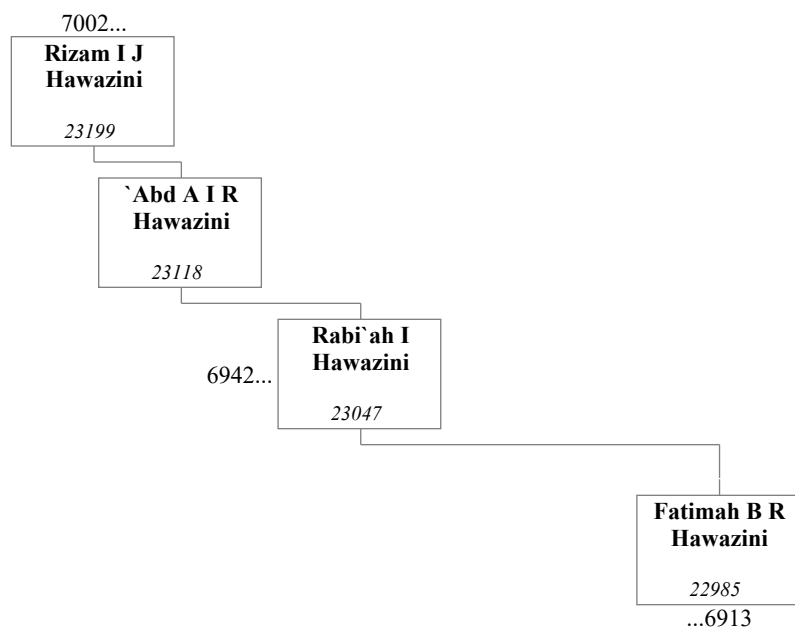 7002...
Rizam I J
Hawazini
23199
`Abd A I R
Hawazini
23118
Rabi`ah I
Hawazini
6942...
23047
Fatimah B R
Hawazini
22985
...6913